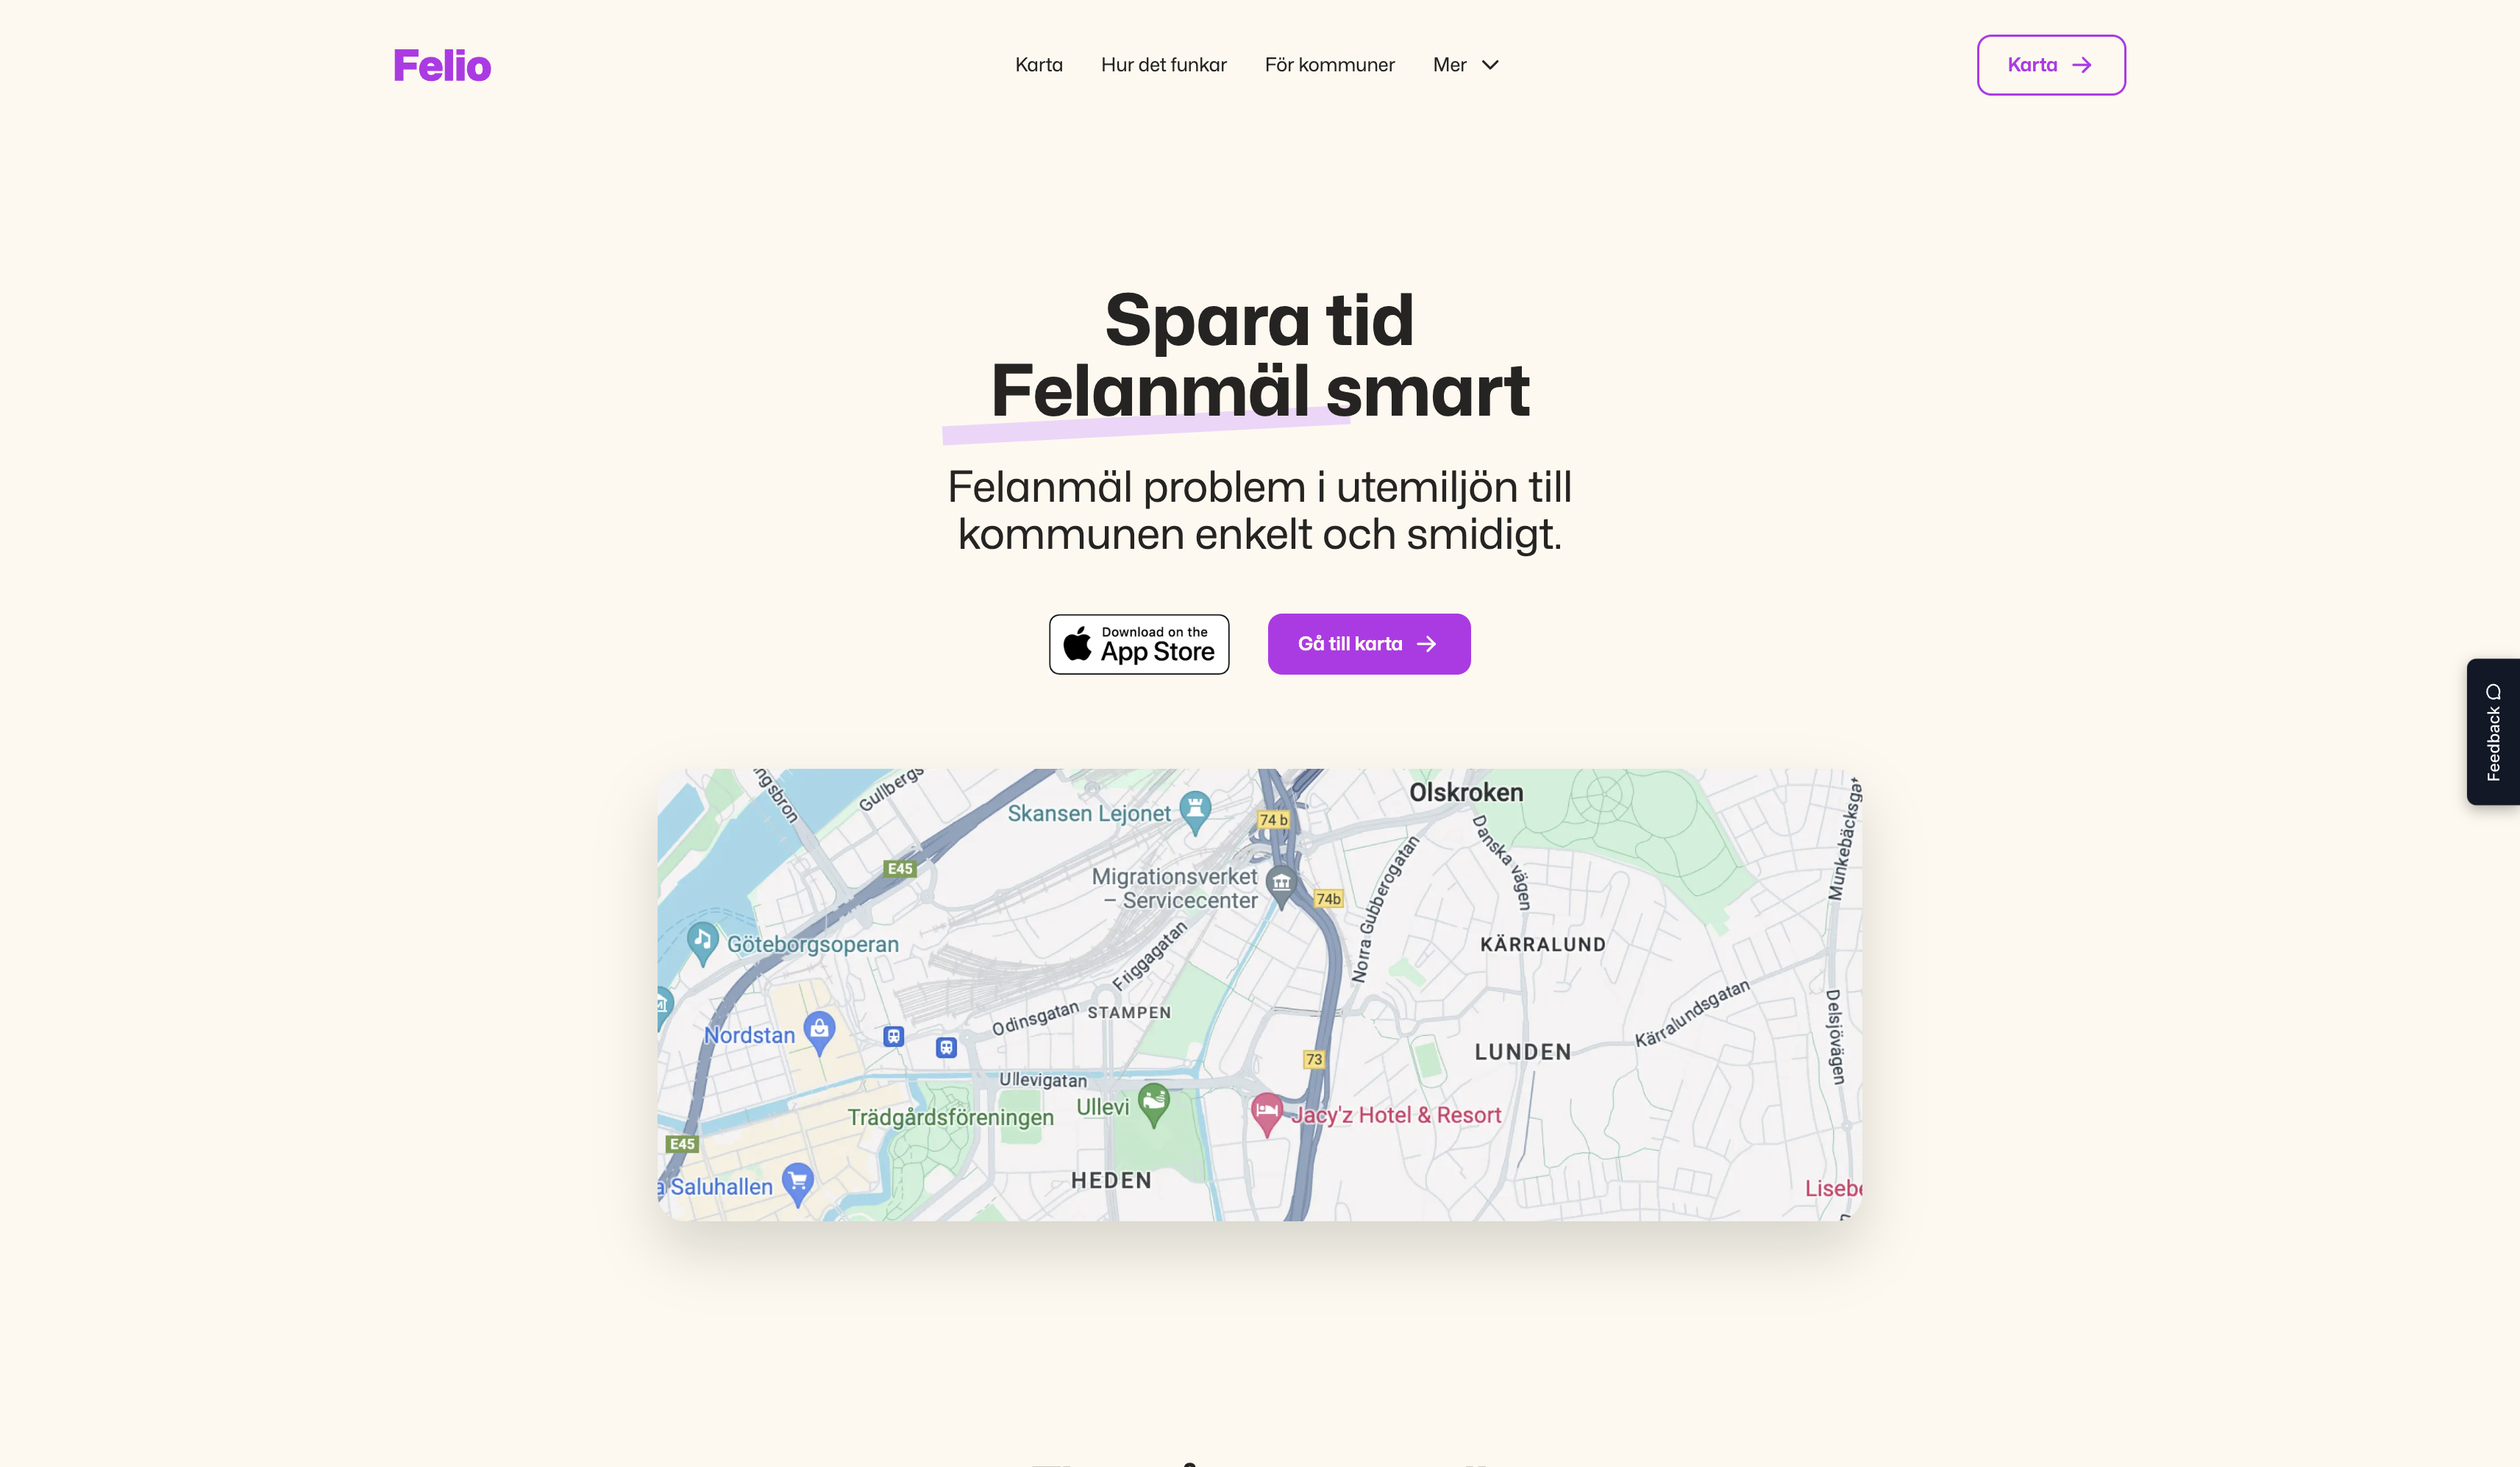 Felio
Karta
Hur det funkar
För kommuner
Mer
Karta
Spara tid
Felanmäl smart
Felanmäl problem i utemiljön till
kommunen enkelt och smidigt.
Download on the
App Store
Gå till karta
Feedback
ngsbron
Gullbergs
Skansen Lejonet
74 b
Olskroken
Danska vägen
Munkebäcksgat
E45
Migrationsverket
– Servicecenter
74b
Norra Gubberogatan
Göteborgsoperan
KÄRRALUND
Friggagatan
Kärralundsgatan
Delsjövägen
Nordstan
Odinsgatan
STAMPEN
LUNDEN
73
Ullevigatan
Trädgårdsföreningen
Ullevi
Jacy'z Hotel & Resort
E45
a Saluhallen
HEDEN
Lisebe